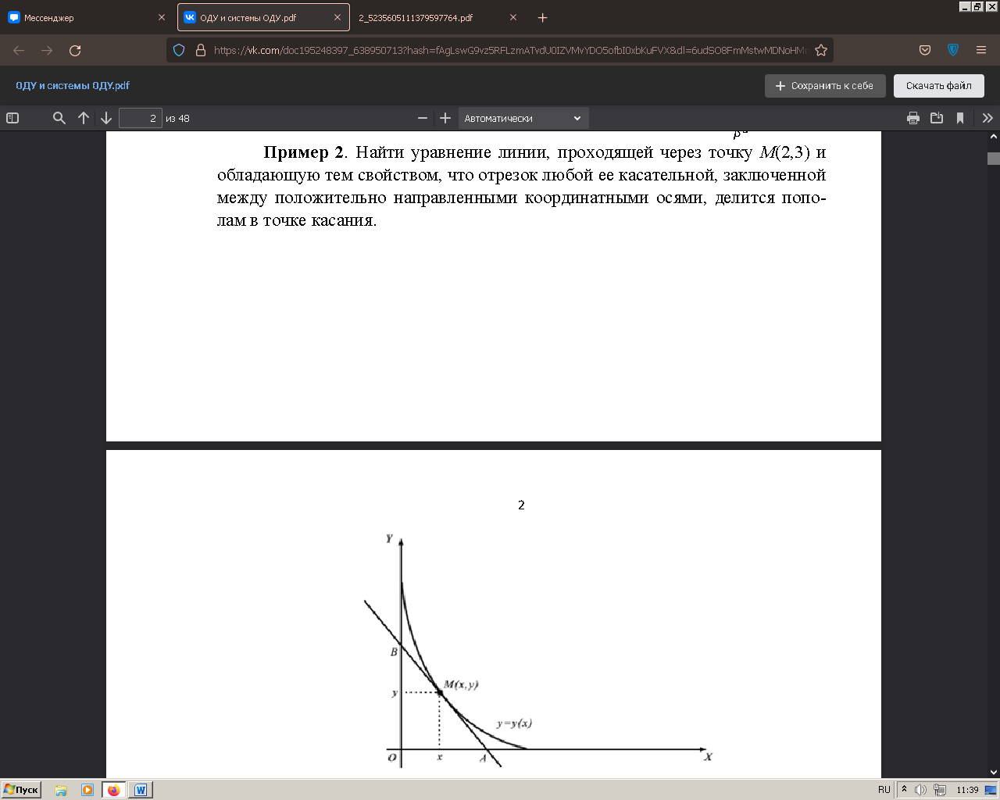 Мессенджер
ОДУ и системы ОДУ.pdf
2_5235605111379597764.pdf
https://vk.com/doc195248397_638950713?hash=fAgLswG9vz5RFLzmATvdU0IZVMvYDO5ofbI0xbKuFVX&dl=6udSO8FmMstwMDNoHM
ОДУ и системы ОДУ.pdf
Сохранить к себе
Скачать файл
2 из 48
Автоматически
Пример 2. Найти уравнение линии, проходящей через точку M(2,3) и
обладающую тем свойством, что отрезок любой ее касательной, заключенной
между положительно направленными координатными осями, делится попо-
лам в точке касания.
2
Y
B
M(x,y)
y
y=y(x)
O
x
A
X
Пуск
RU
11:39